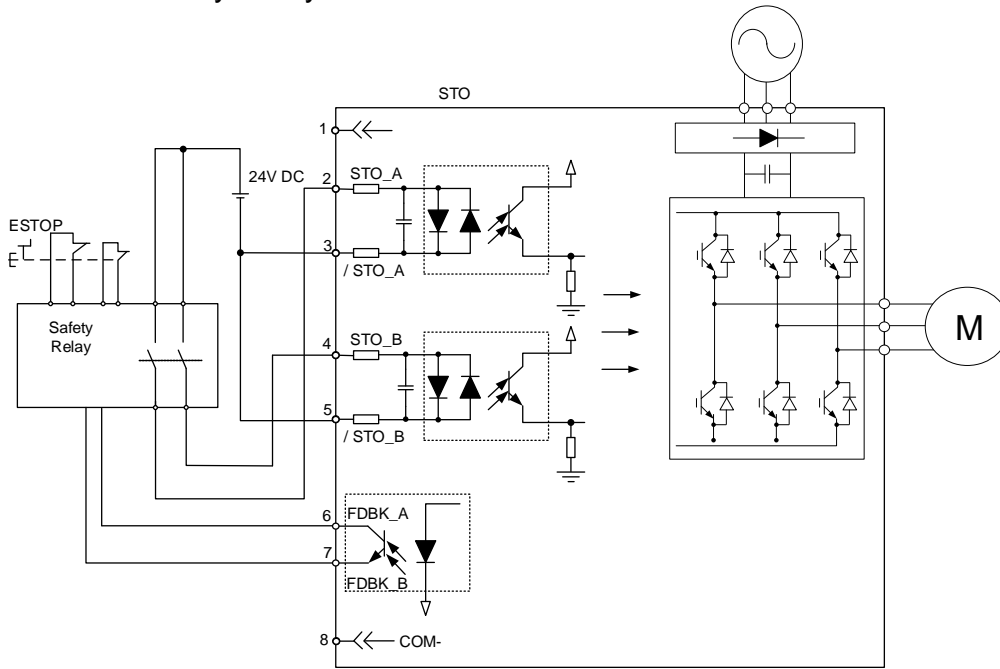 STO
1
24V DC
2
STO_A
3
/ STO_A
ESTOP
Safety
Relay
4
STO_B
5
/ STO_B
M
6
FDBK_A
7
FDBK_B
8
COM-